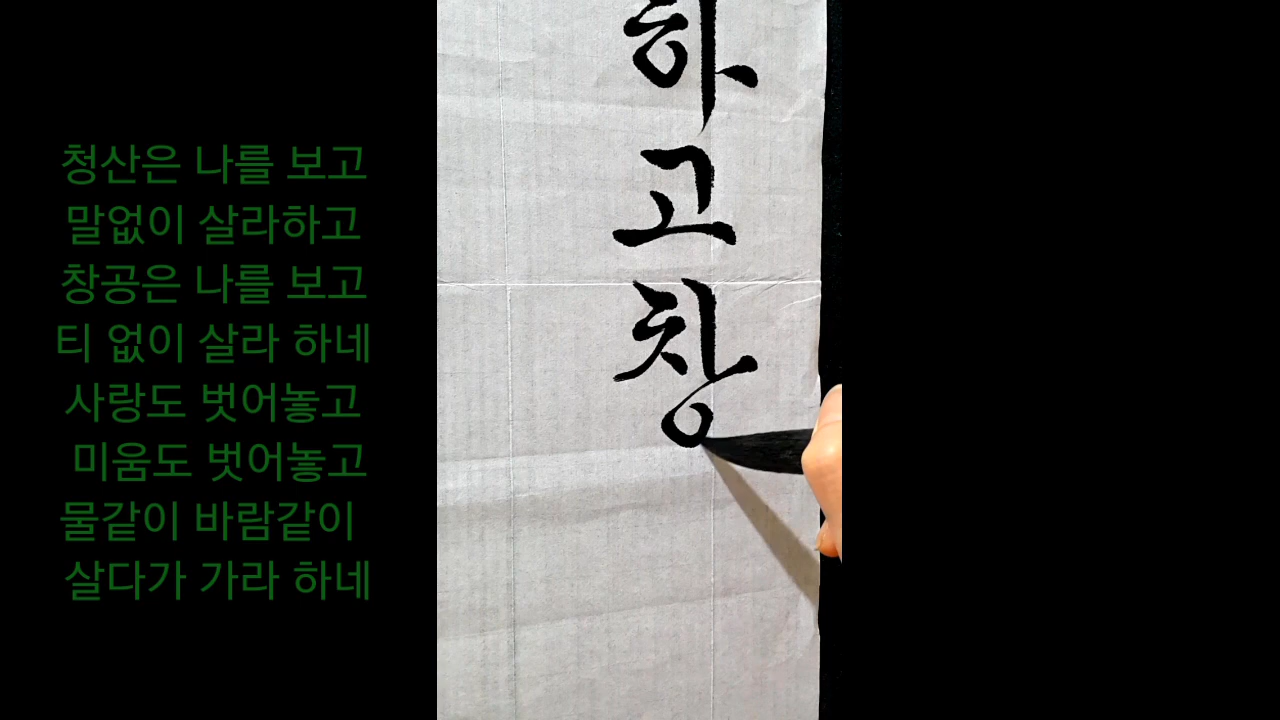 청산은 나를 보고
말없이 살라하고
창공은 나를 보고
티 없이 살라 하네
사랑도 벗어놓고
미움도 벗어놓고
물같이 바람같이
살다가 가라 하네
하
고
창